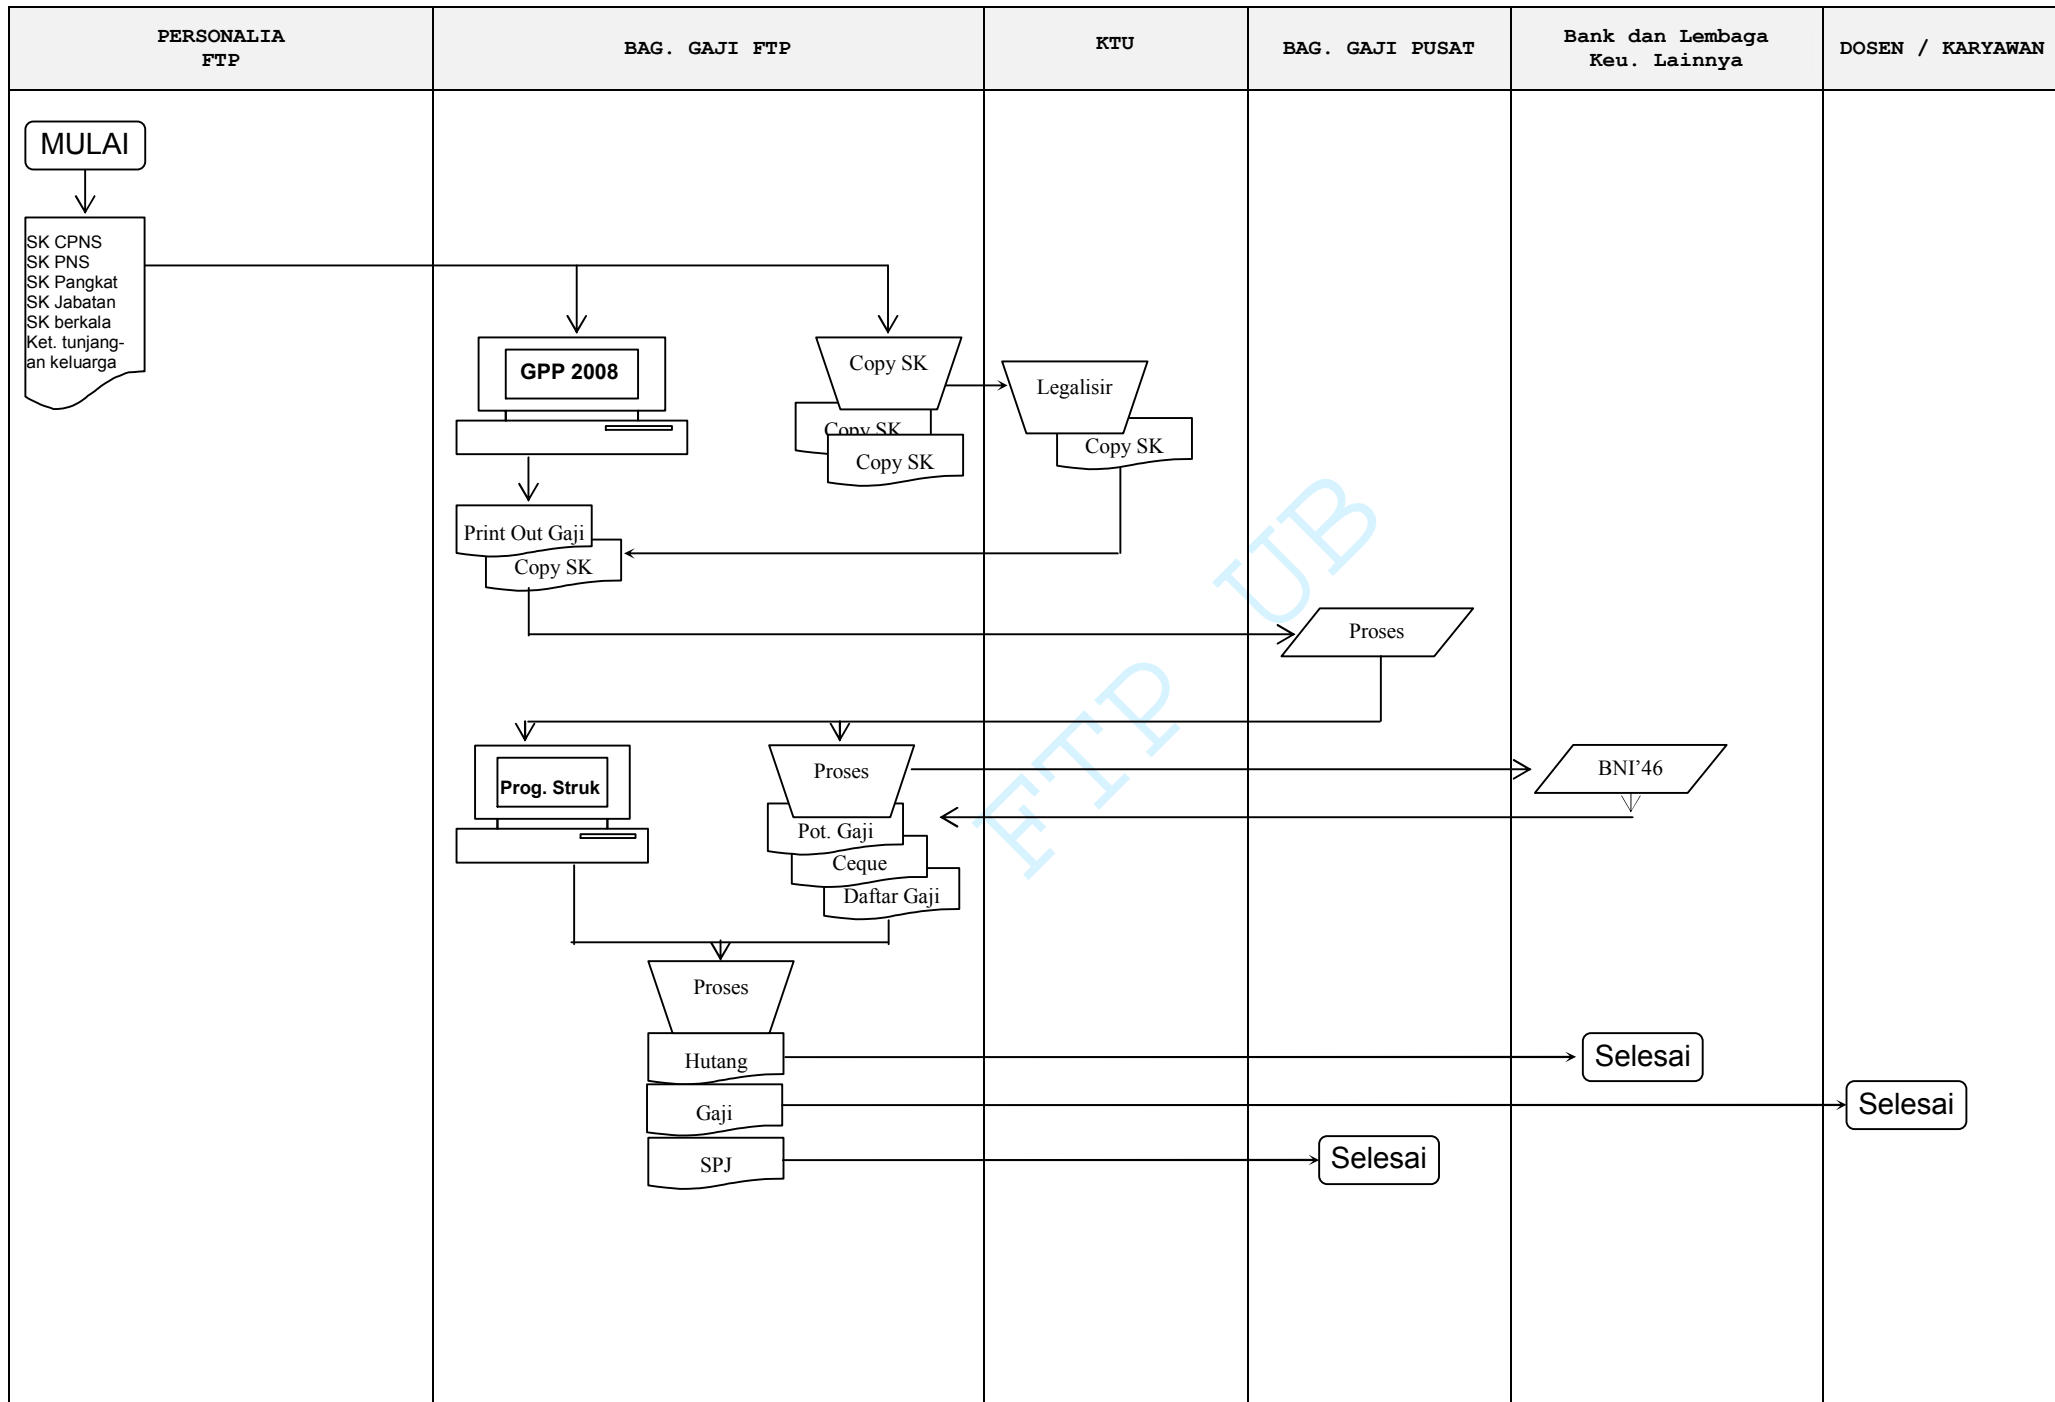 PERSONALIA
FTP
BAG. GAJI FTP
KTU
BAG. GAJI PUSAT
Bank dan Lembaga
Keu. Lainnya
DOSEN / KARYAWAN
MULAI
SK CPNS
SK PNS
SK Pangkat
SK Jabatan
SK berkala
Ket. tunjang-
an keluarga
GPP 2008
Copy SK
Copy SK
Copy SK
Legalisir
Copy SK
Print Out Gaji
Copy SK
Proses
Prog. Struk
Proses
Pot. Gaji
Ceque
Daftar Gaji
BNI’46
Proses
Hutang
Selesai
Gaji
Selesai
SPJ
Selesai
FTP UB